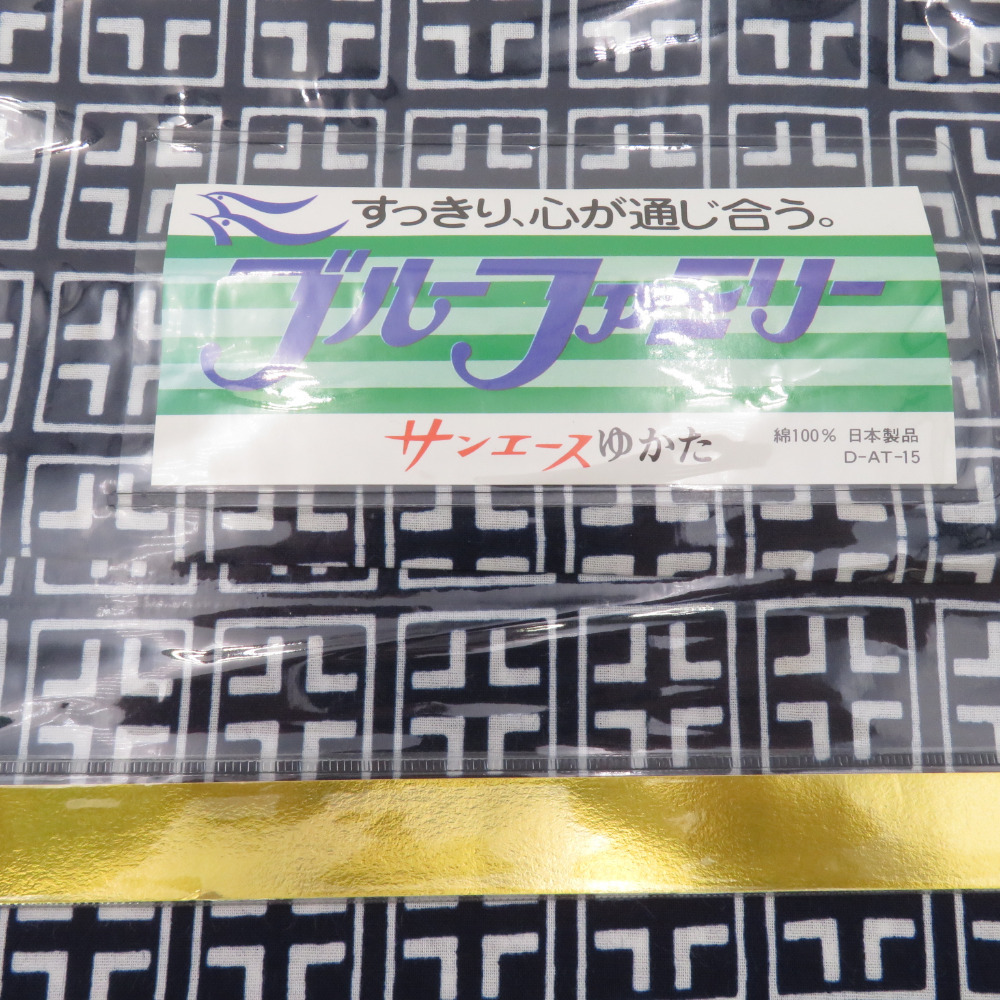 すっきり、心が通じ合う。
ブルーファミリー
サンエースゆかた
綿100% 日本製品
D-AT-15